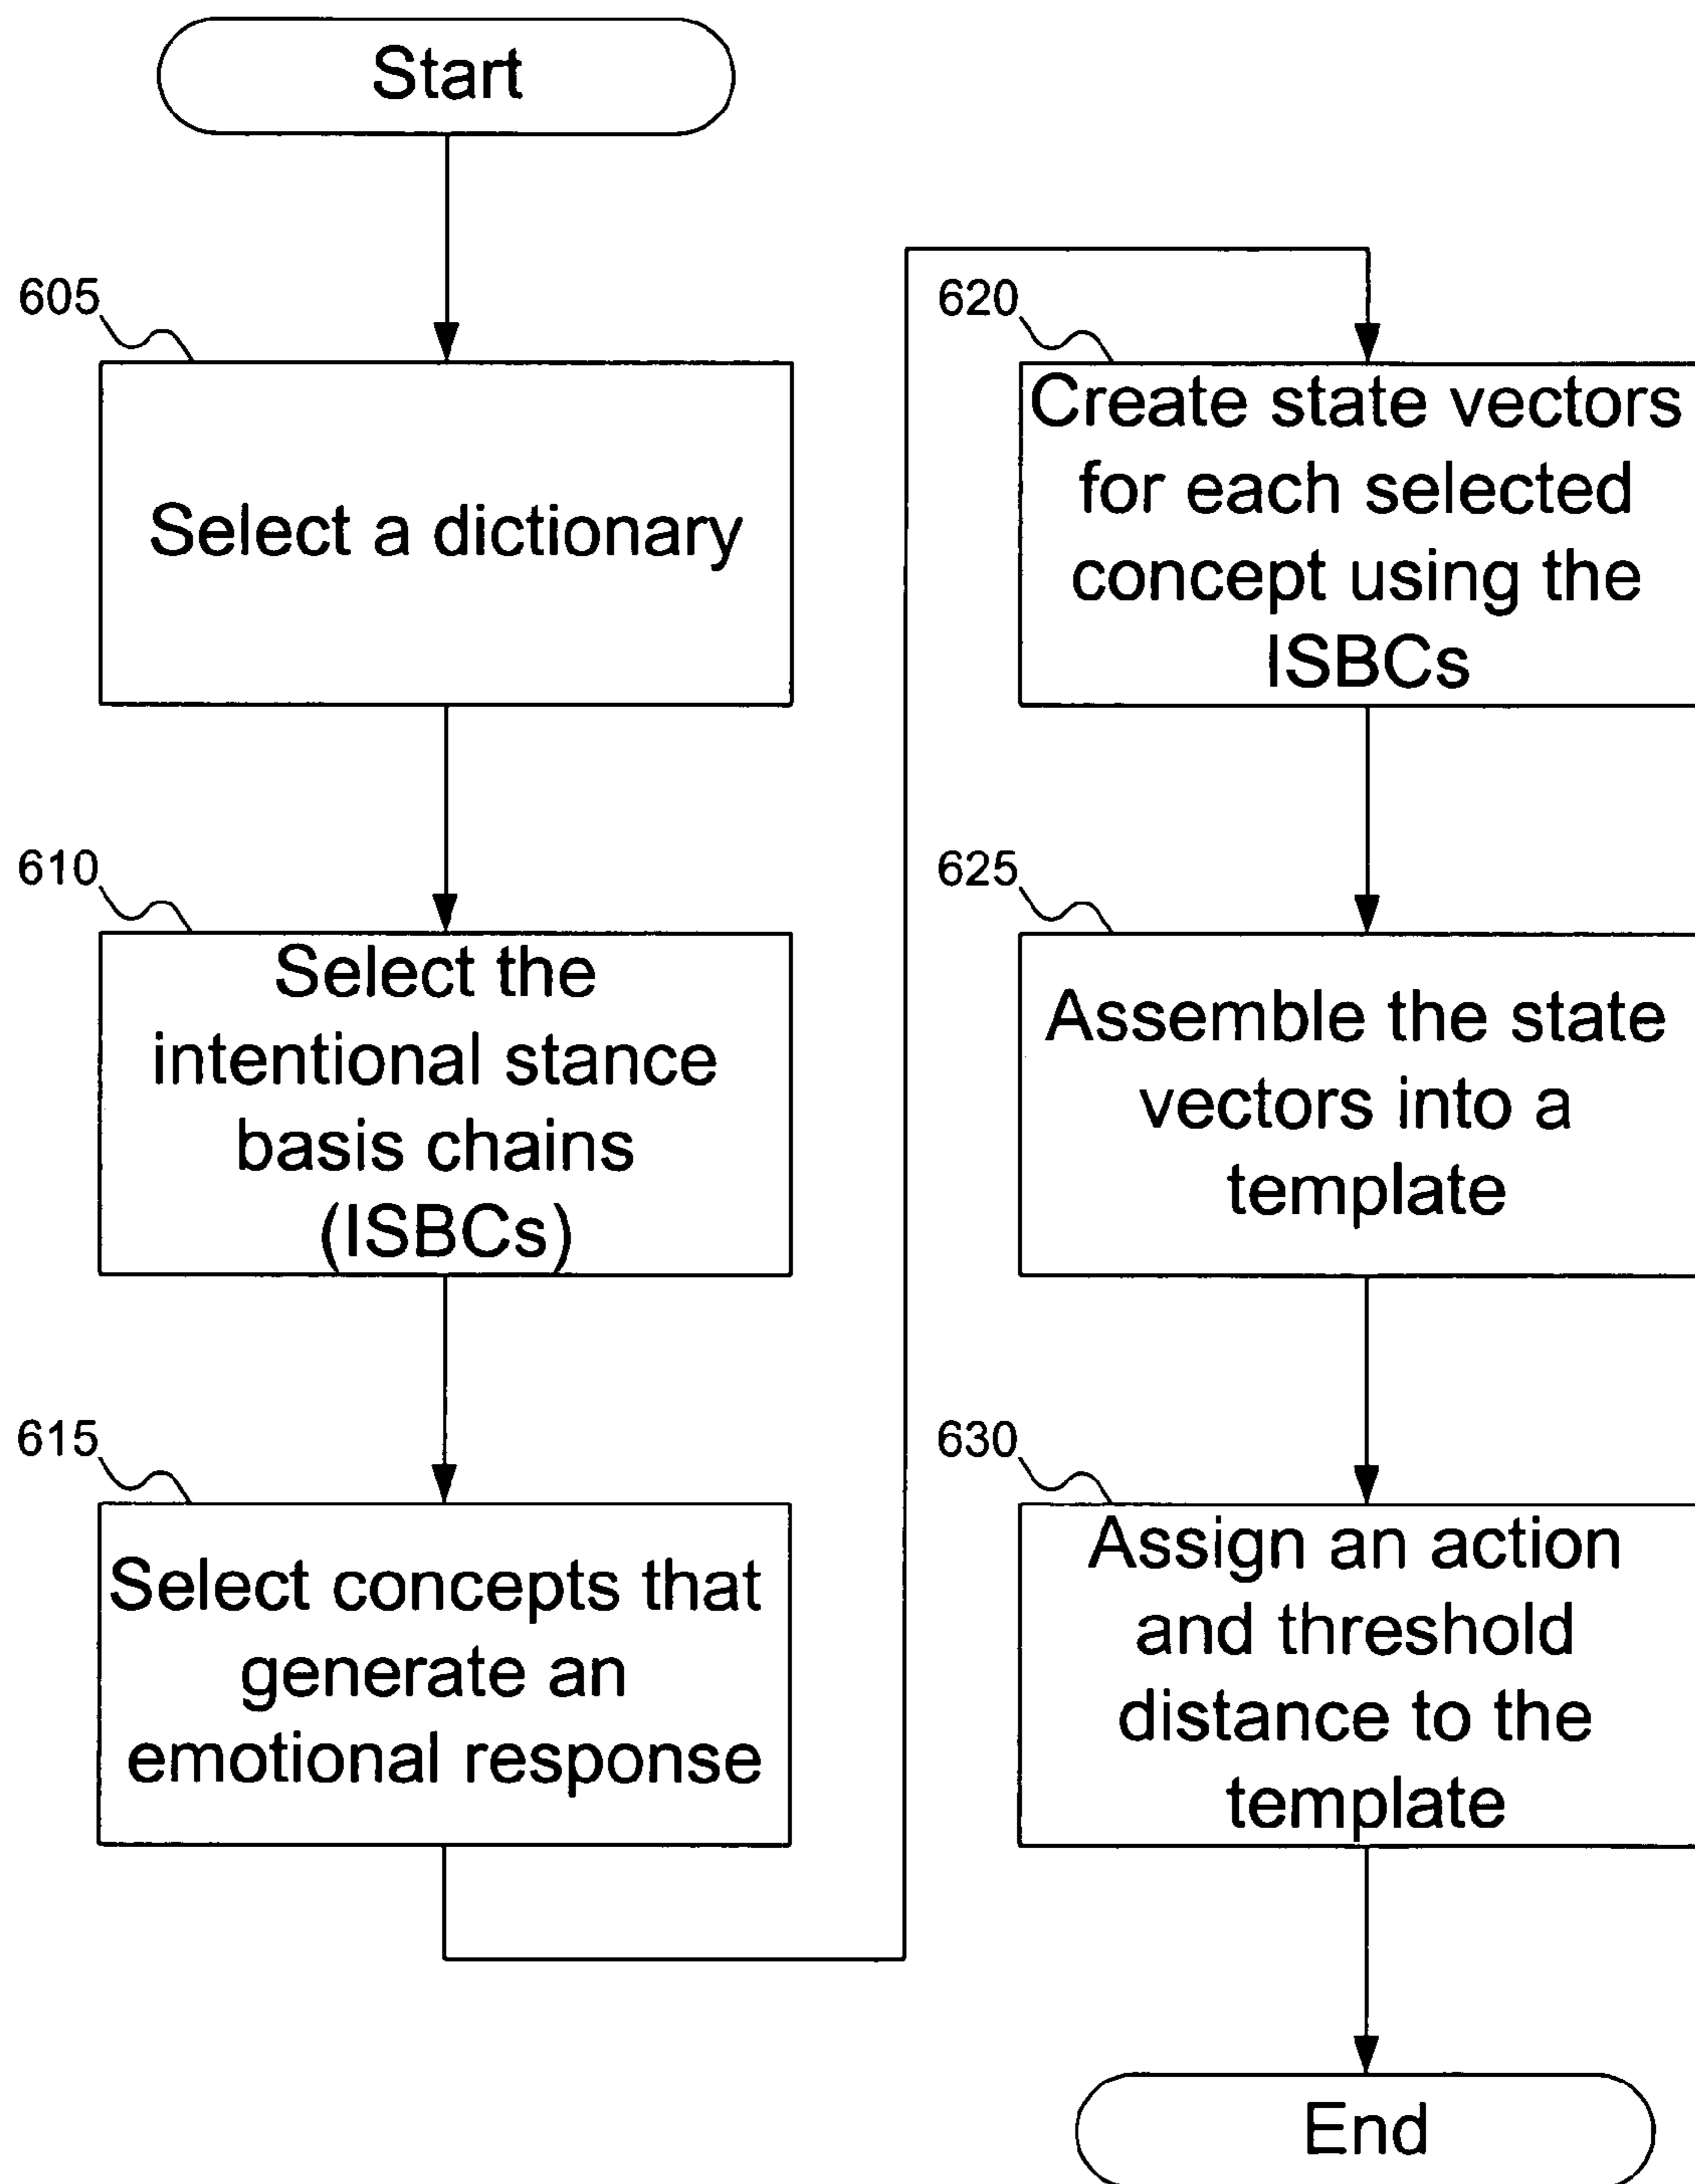 Start
605
Select a dictionary
610
Select the
intentional stance
basis chains
(ISBCs)
615
Select concepts that
generate an
emotional response
620
Create state vectors
for each selected
concept using the
ISBCs
625
Assemble the state
vectors into a
template
630
Assign an action
and threshold
distance to the
template
End